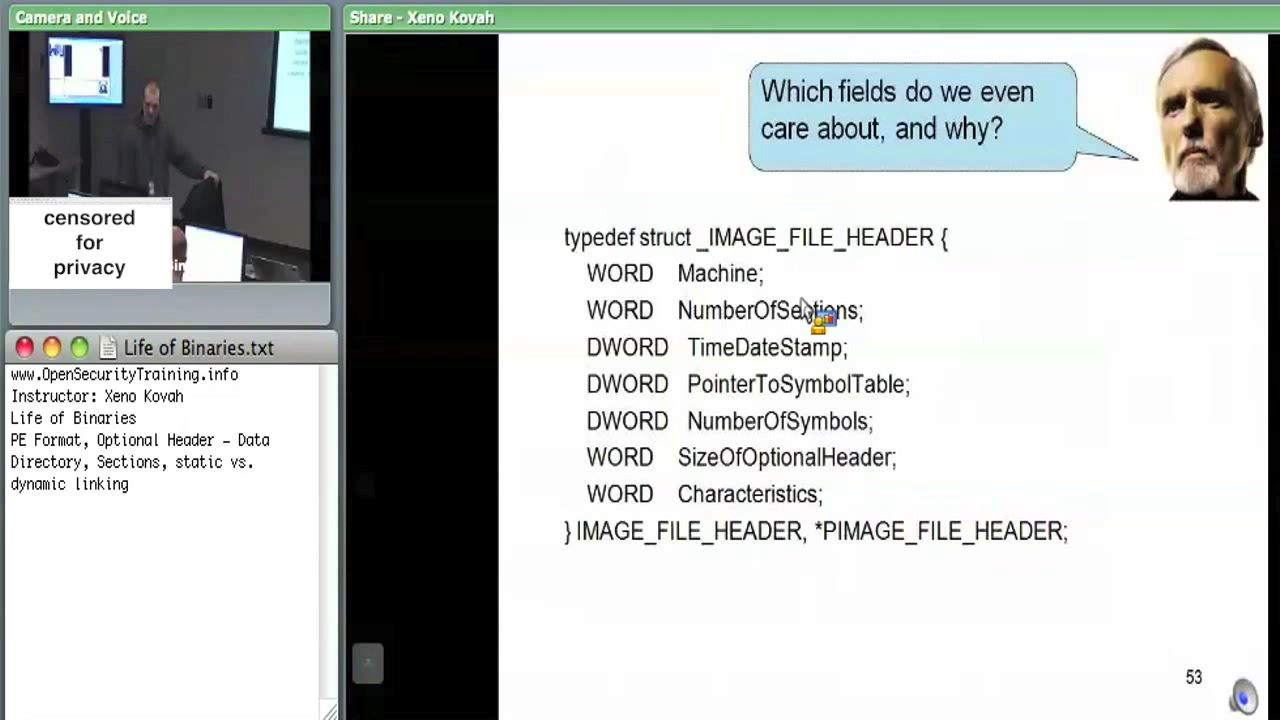 Camera and Voice
censored
for
privacy
Life of Binaries.txt
www.OpenSecurityTraining.info
Instructor: Xeno Kovah
Life of Binaries
PE Format, Optional Header - Data
Directory, Sections, static vs.
dynamic linking
Share - Xeno Kovah
Which fields do we even
care about, and why?
typedef struct _IMAGE_FILE_HEADER {
WORD Machine;
WORD NumberOfSections;
DWORD TimeDateStamp;
DWORD PointerToSymbolTable;
DWORD NumberOfSymbols;
WORD SizeOfOptionalHeader;
WORD Characteristics;
} IMAGE_FILE_HEADER, *PIMAGE_FILE_HEADER;
53